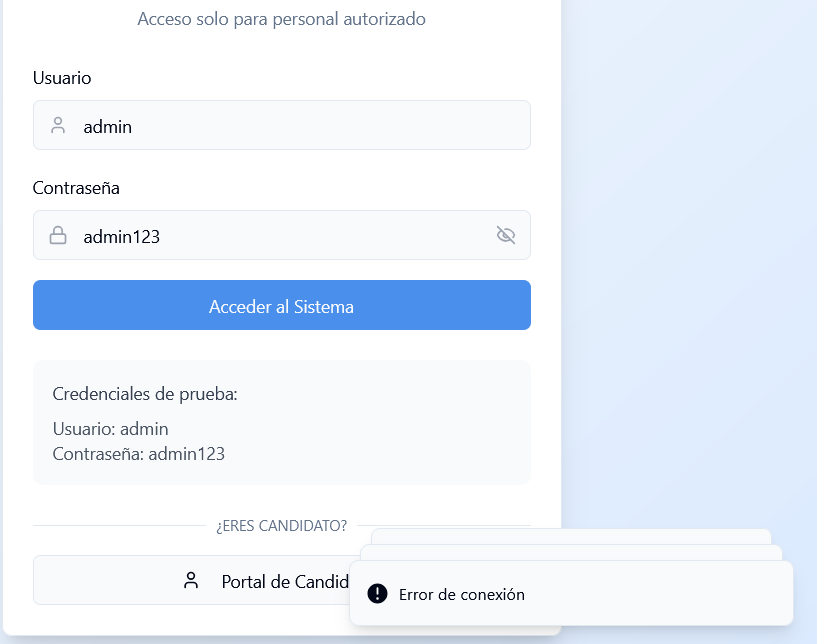 Acceso solo para personal autorizado
Usuario
admin
Contraseña
admin123
Acceder al Sistema
Credenciales de prueba:
Usuario: admin
Contraseña: admin123
¿ERES CANDIDATO?
Portal de Candid
Error de conexión